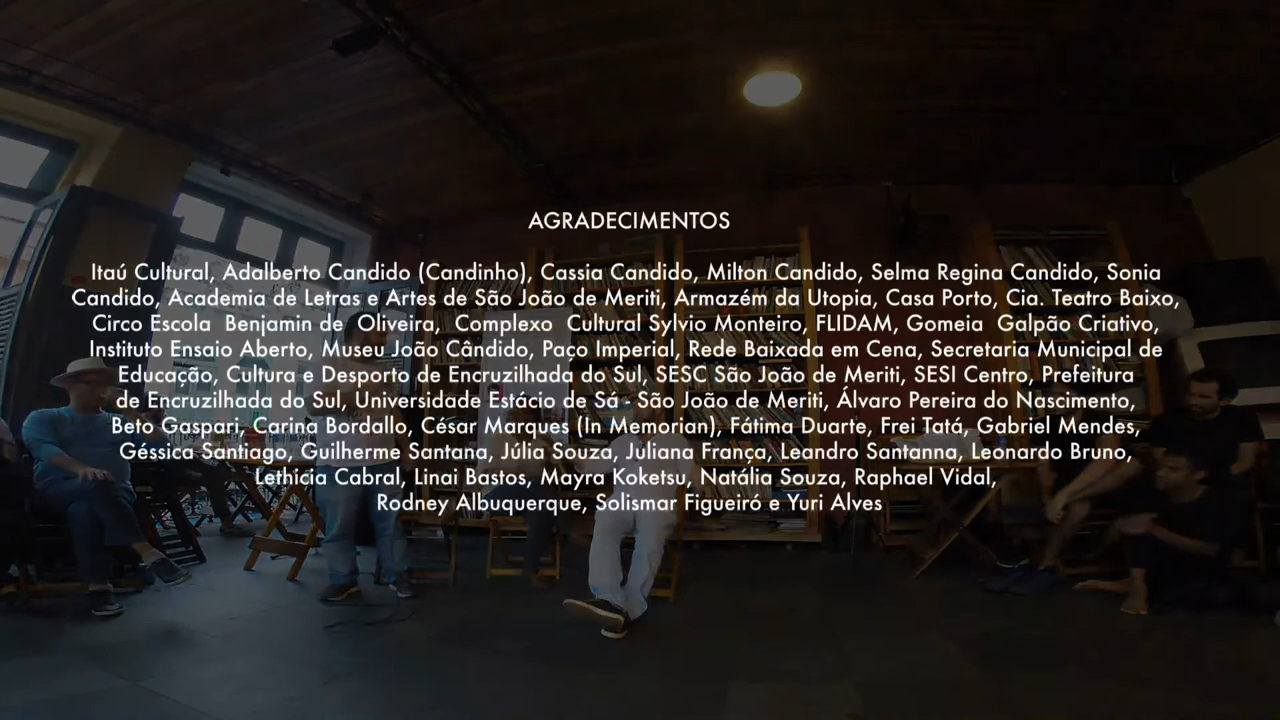 AGRADECIMENTOS
Itaú Cultural, Adalberto Candido (Candinho), Cassia Candido, Milton Candido, Selma Regina Candido, Sonia
Candido, Academia de Letras e Artes de São João de Meriti, Armazém da Utopia, Casa Porto, Cia. Teatro Baixo,
Circo Escola Benjamin de Oliveira, Complexo Cultural Sylvio Monteiro, FLIDAM, Gomeia Galpão Criativo,
Instituto Ensaio Aberto, Museu João Cândido, Paço Imperial, Rede Baixada em Cena, Secretaria Municipal de
Educação, Cultura e Desporto de Encruzilhada do Sul, SESC São João de Meriti, SESI Centro, Prefeitura
de Encruzilhada do Sul, Universidade Estácio de Sá - São João de Meriti, Álvaro Pereira do Nascimento,
Beto Gaspari, Carina Bordallo, César Marques (In Memorian), Fátima Duarte, Frei Tatá, Gabriel Mendes,
Géssica Santiago, Guilherme Santana, Júlia Souza, Juliana França, Leandro Santanna, Leonardo Bruno,
Lethicia Cabral, Linai Bastos, Mayra Koketsu, Natália Souza, Raphael Vidal,
Rodney Albuquerque, Solismar Figueiró e Yuri Alves